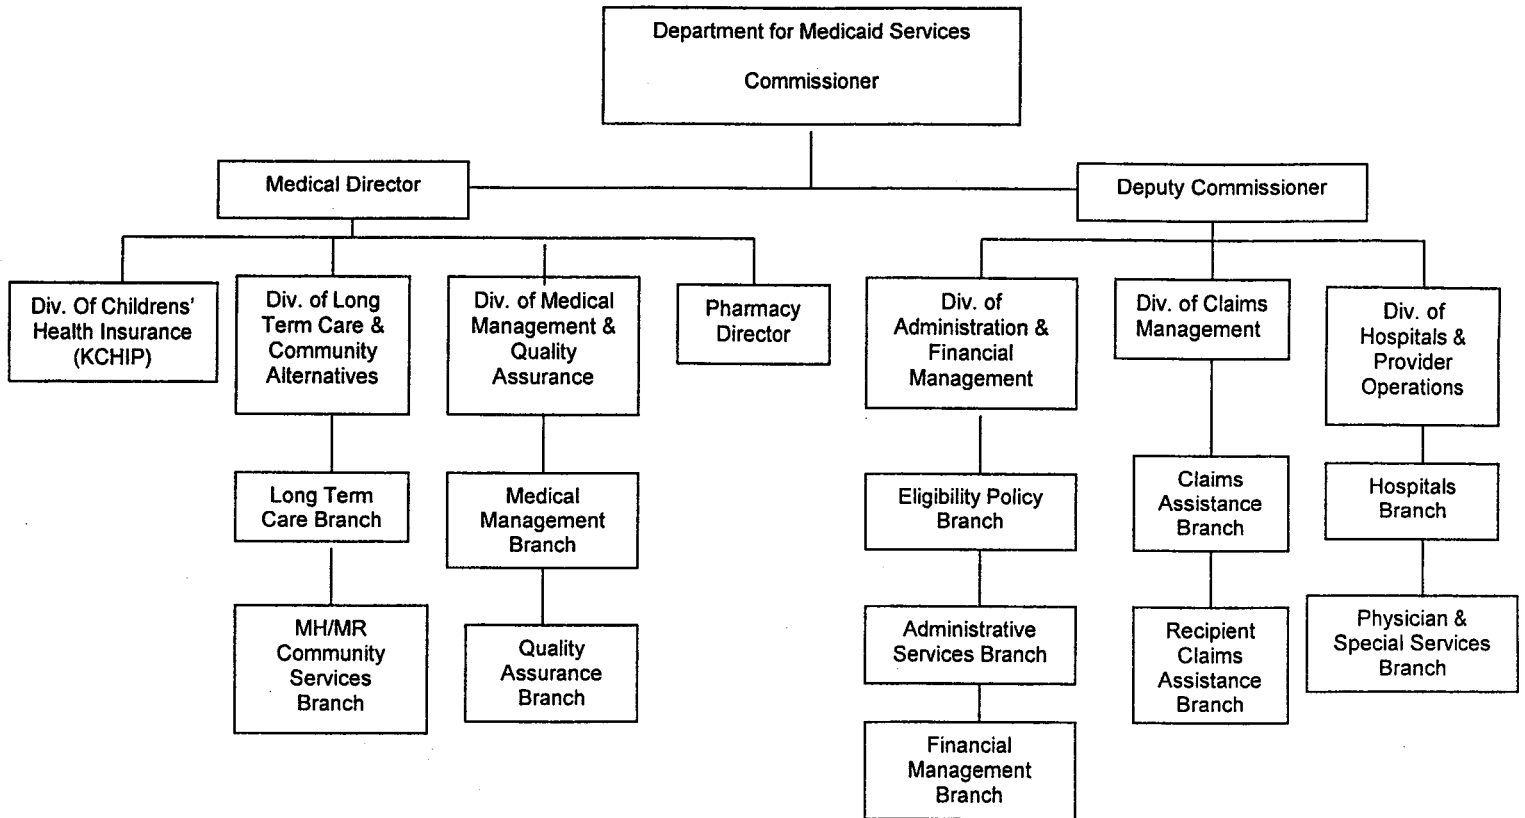 Department for Medicaid Services
Commissioner
Medical Director
Deputy Commissioner
Div. Of Childrens'
Health Insurance
(KCHIP)
Div. of Long
Term Care &
Community
Alternatives
Div. of Medical
Management &
Quality
Assurance
Pharmacy
Director
Div. of
Administration &
Financial
Management
Div. of Claims
Management
Div. of
Hospitals &
Provider
Operations
Long Term
Care Branch
Medical
Management
Branch
Eligibility Policy
Branch
Claims
Assistance
Branch
Hospitals
Branch
MH/MR
Community
Services
Branch
Quality
Assurance
Branch
Administrative
Services Branch
Recipient
Claims
Assistance
Branch
Physician &
Special Services
Branch
Financial
Management
Branch